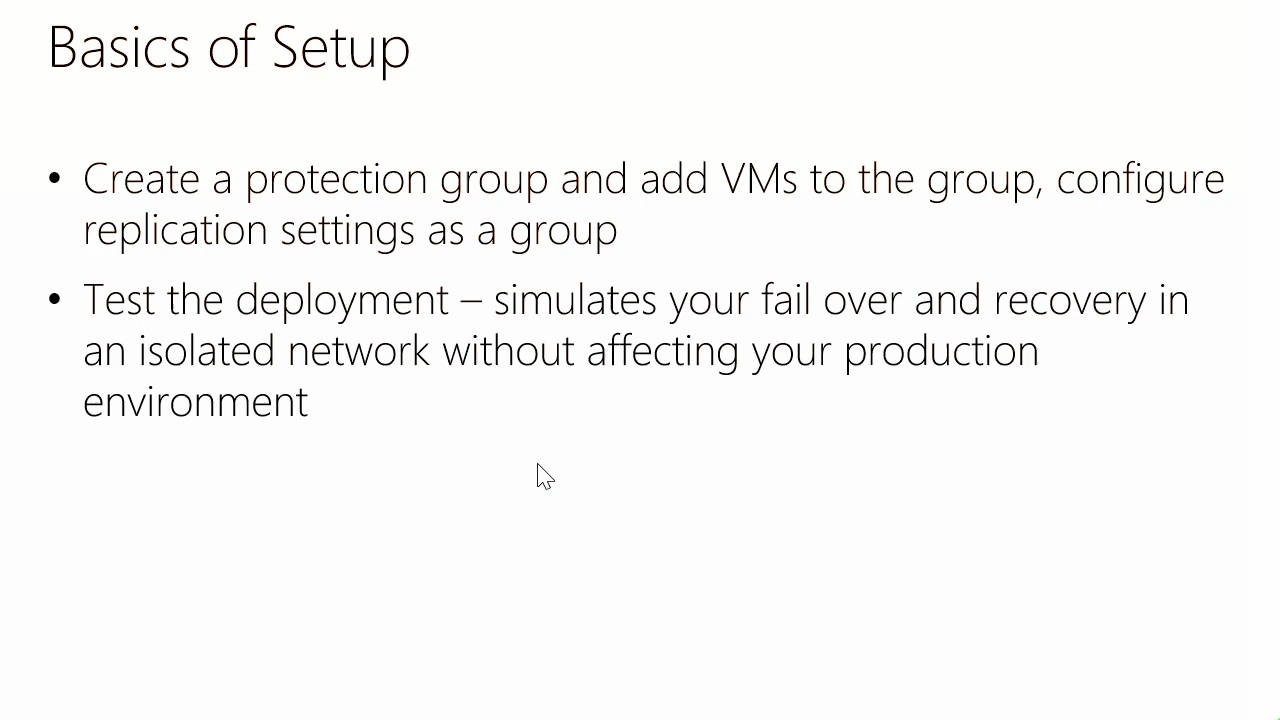 Basics of Setup
• Create a protection group and add VMs to the group, configure
replication settings as a group
• Test the deployment – simulates your fail over and recovery in
an isolated network without affecting your production
environment